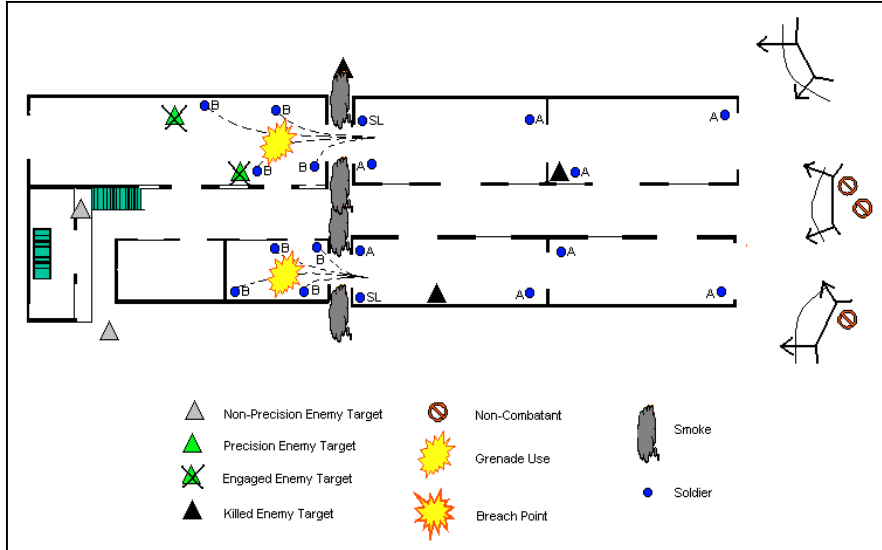 B
B
SL
A
A
B
B
A
A
B
B
A
A
B
B
SL
A
A
Non-Precision Enemy Target
Non-Combatant
Smoke
Precision Enemy Target
Grenade Use
Engaged Enemy Target
Soldier
Killed Enemy Target
Breach Point